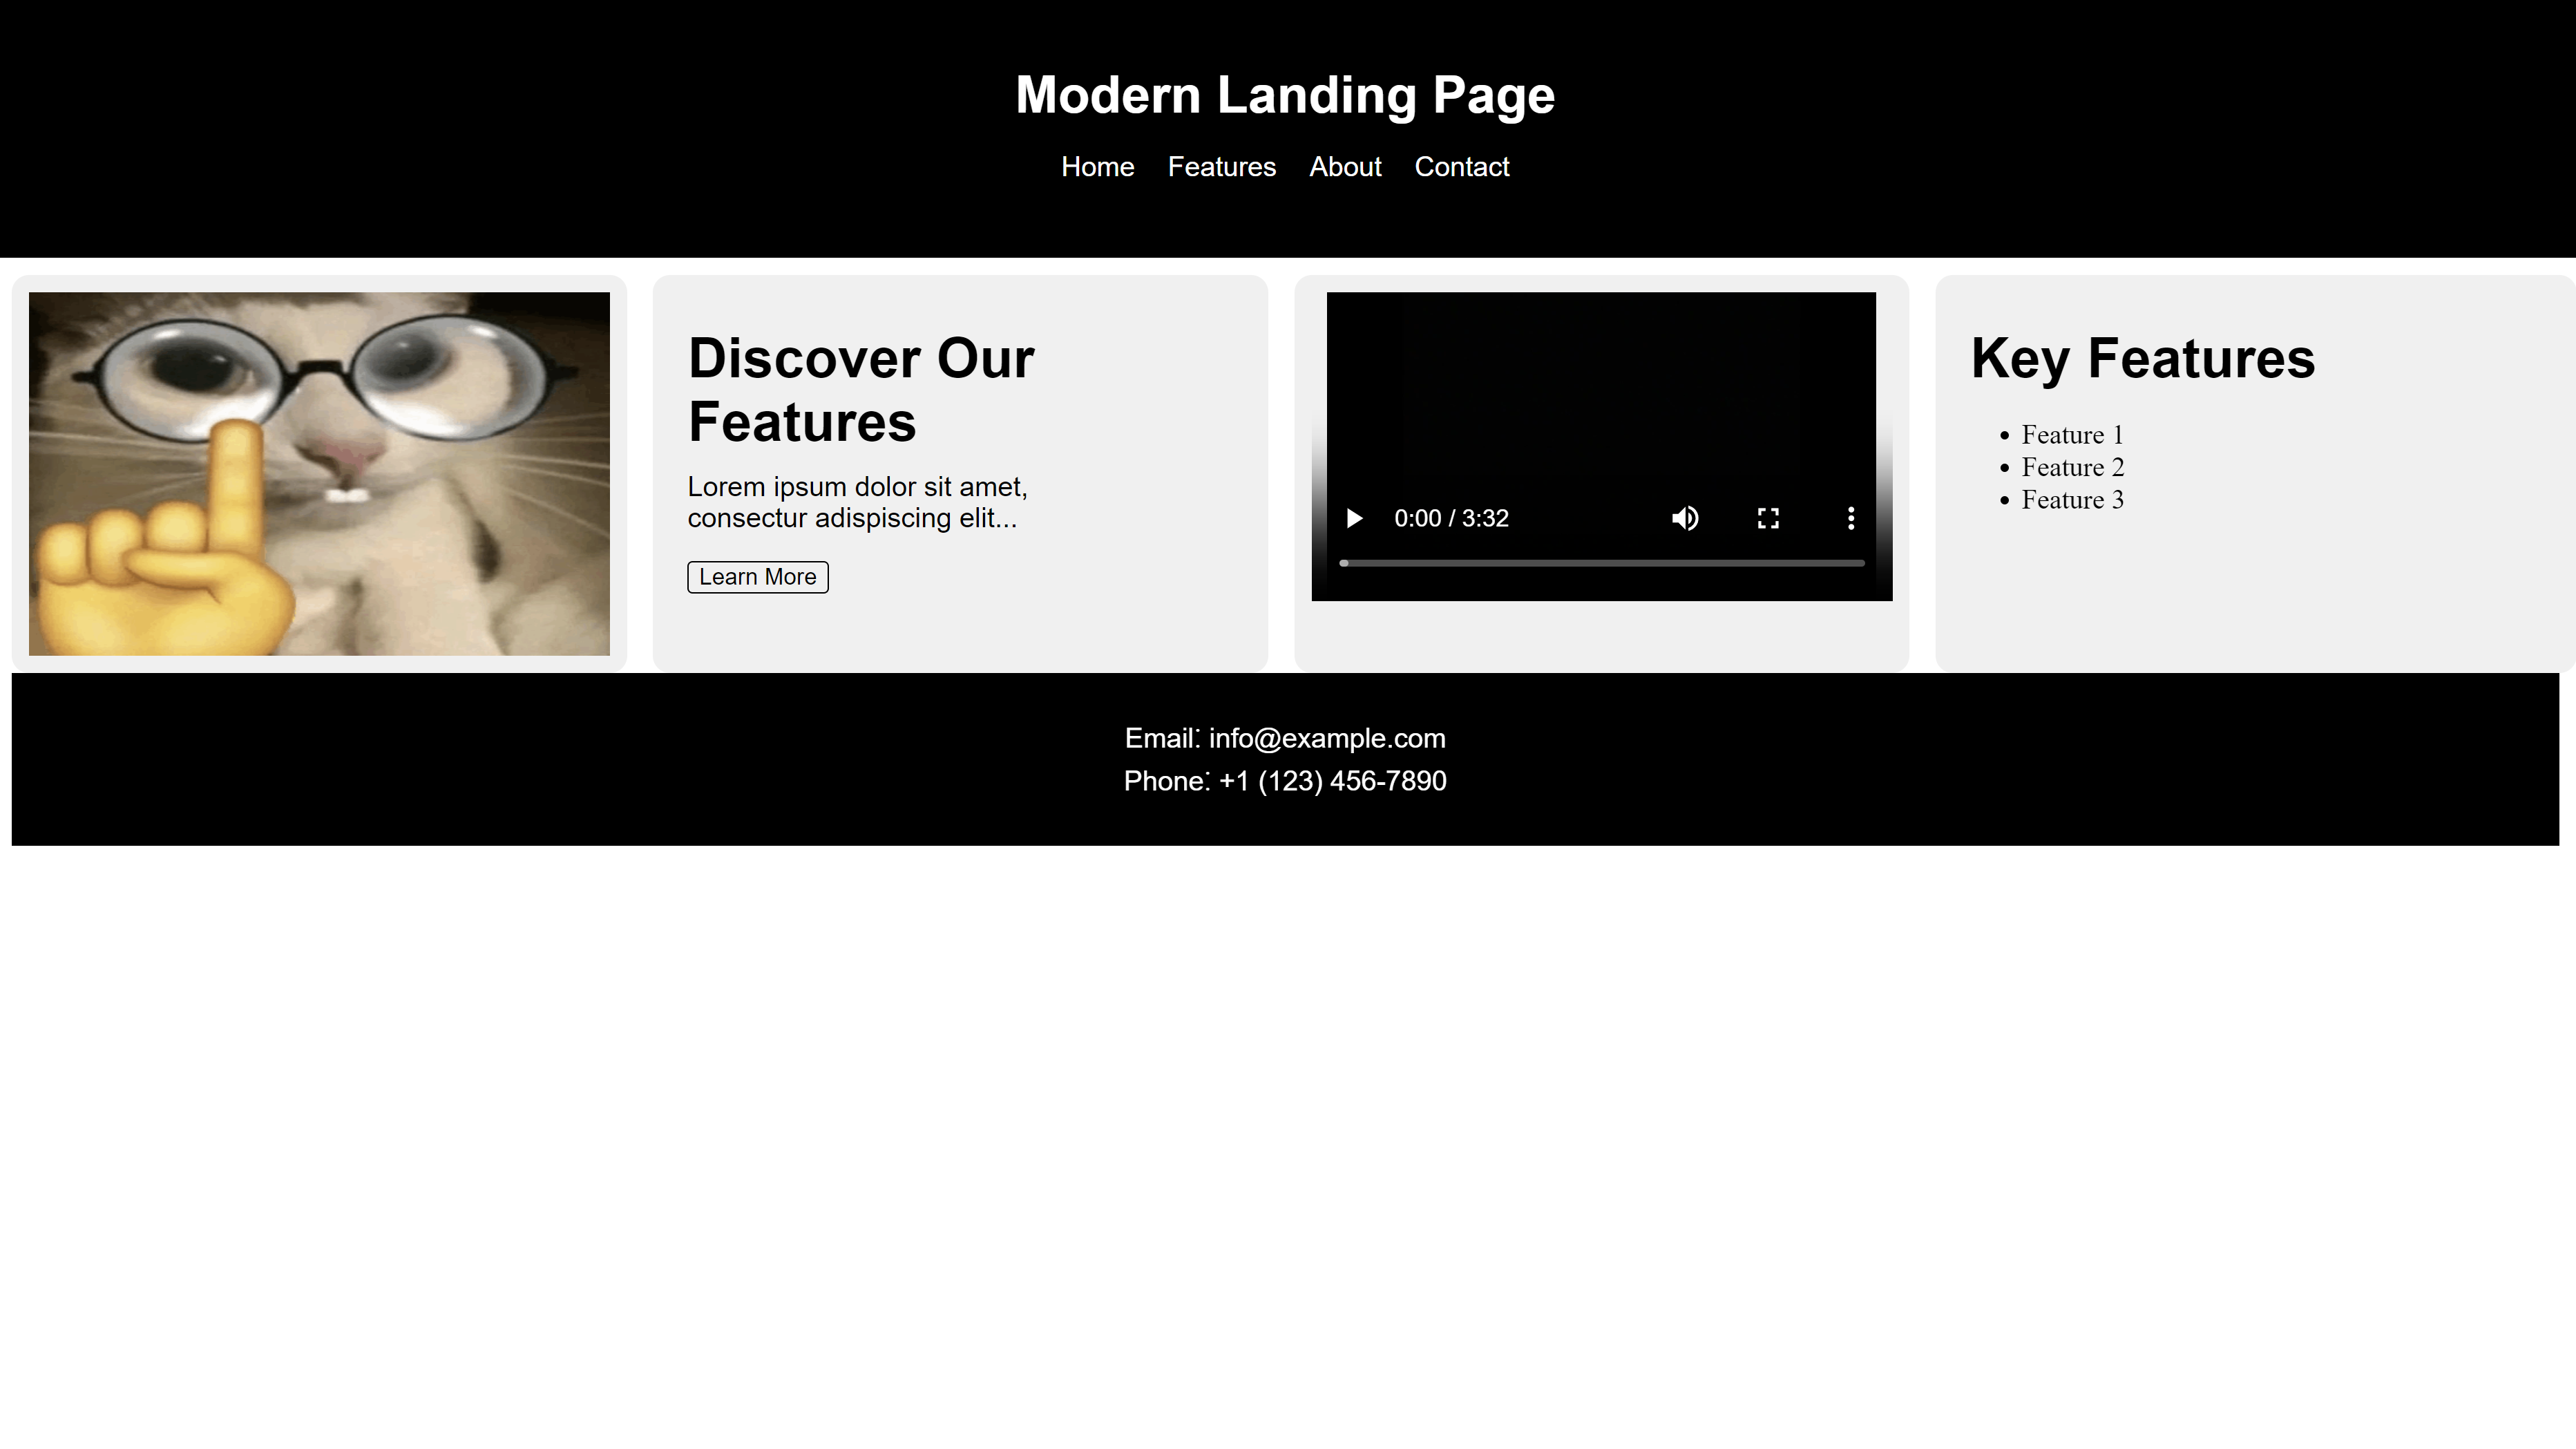 Modern Landing Page
Home Features About Contact
Discover Our
Features
Lorem ipsum dolor sit amet,
consectur adispiscing elit...
Learn More
0:00 / 3:32
Key Features
Feature 1
Feature 2
Feature 3
Email: info@example.com
Phone: +1 (123) 456-7890